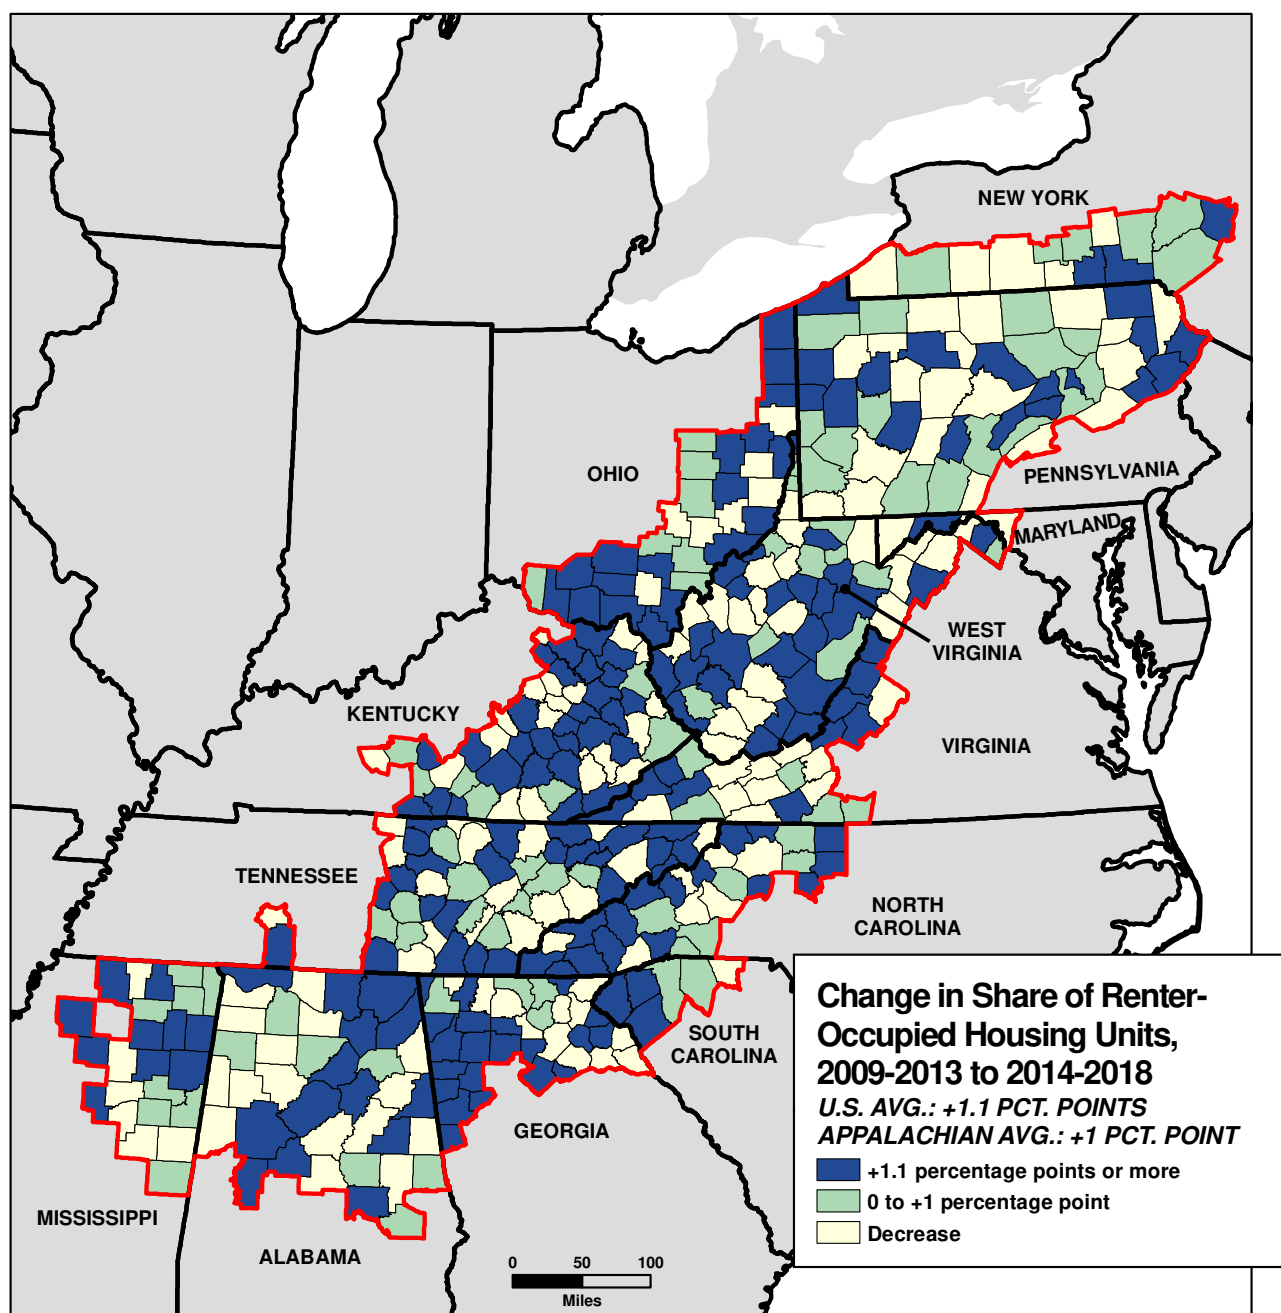 NEW YORK
OHIO
PENNSYLVANIA
MARYLAND
WEST
VIRGINIA
KENTUCKY
VIRGINIA
TENNESSEE
NORTH
CAROLINA
SOUTH
CAROLINA
GEORGIA
MISSISSIPPI
ALABAMA
Change in Share of Renter-
Occupied Housing Units,
2009-2013 to 2014-2018
U.S. AVG.: +1.1 PCT. POINTS
APPALACHIAN AVG.: +1 PCT. POINT
+1.1 percentage points or more
0 to +1 percentage point
Decrease
0 50 100
Miles